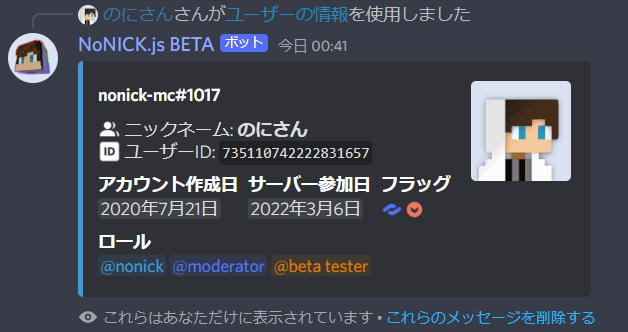 のにさんさんがユーザーの情報を使用しました
NoNICK.js BETA ボット 今日 00:41
nonick-mc#1017
ニックネーム: のにさん
ID ユーザーID: 735110742222831657
アカウント作成日 サーバー参加日 フラッグ
2020年7月21日 2022年3月6日
ロール
@nonick @moderator @beta tester
これらはあなただけに表示されています • これらのメッセージを削除する